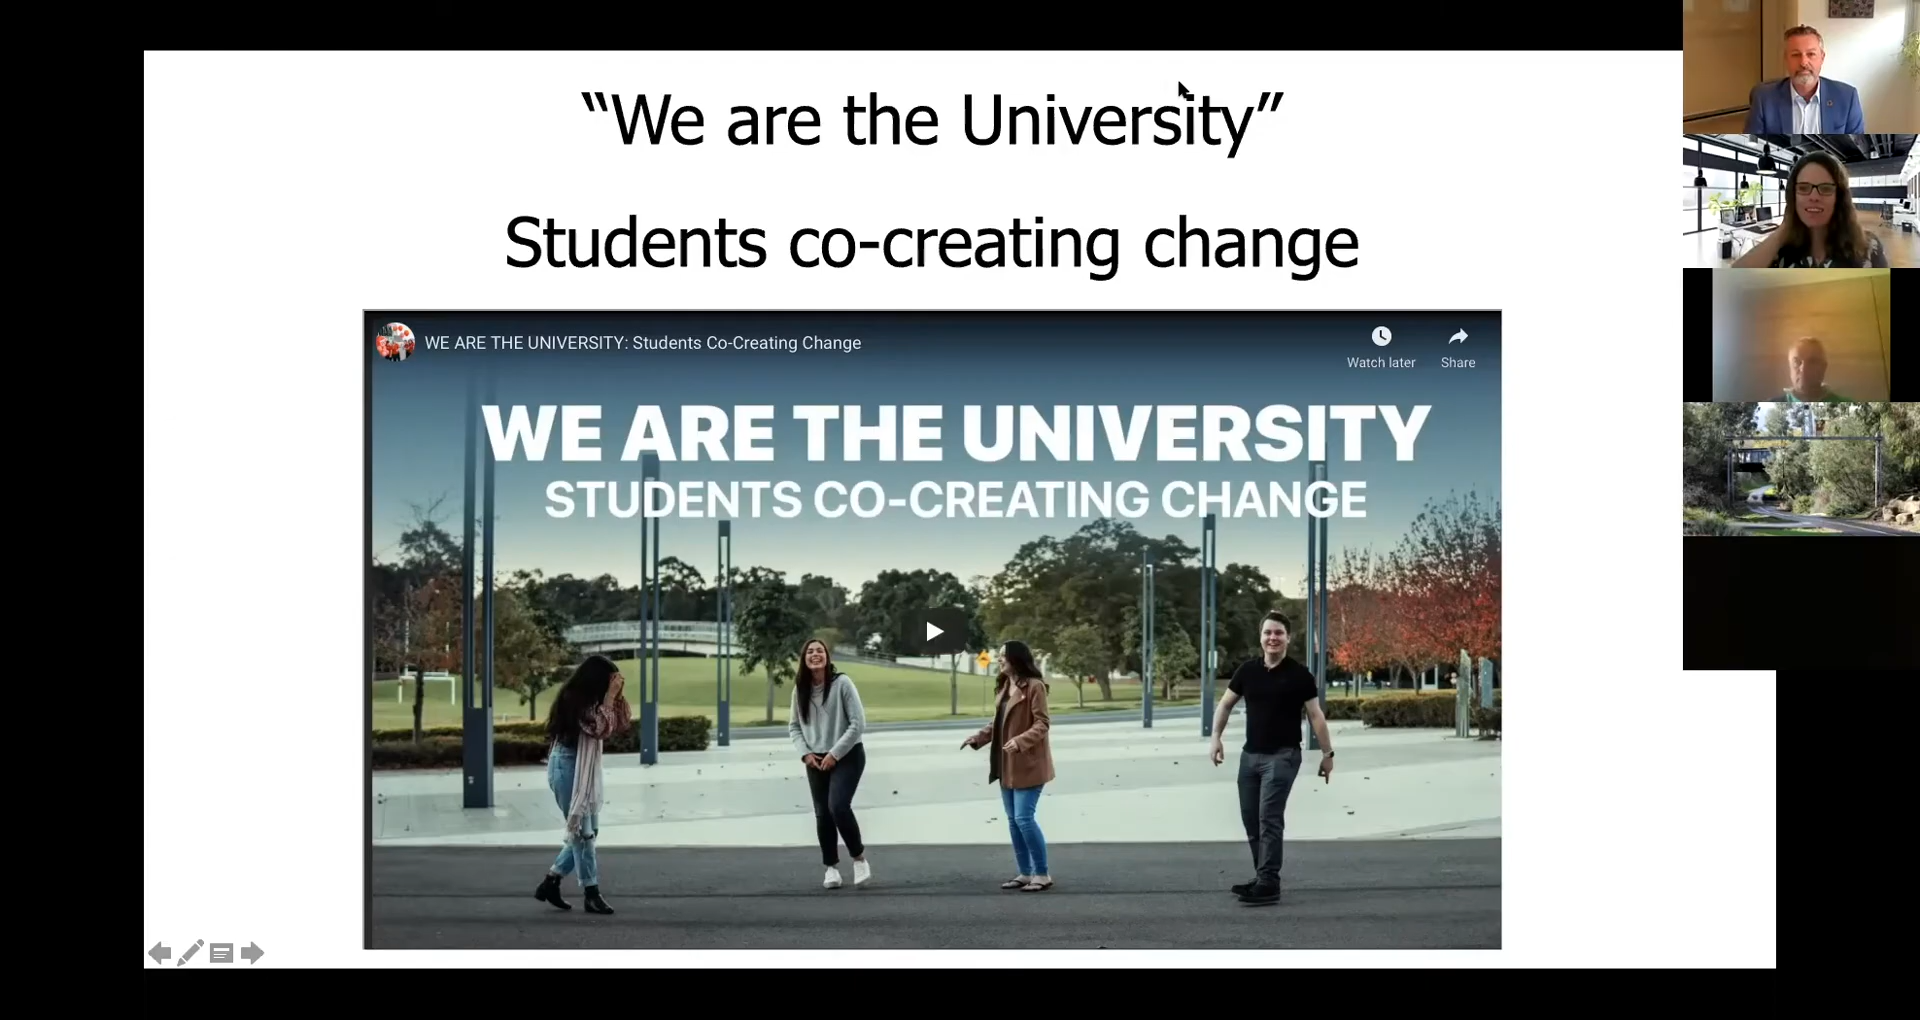 “We are the University”
Students co-creating change
WE ARE THE UNIVERSITY: Students Co-Creating Change
Watch later
Share
WE ARE THE UNIVERSITY
STUDENTS CO-CREATING CHANGE